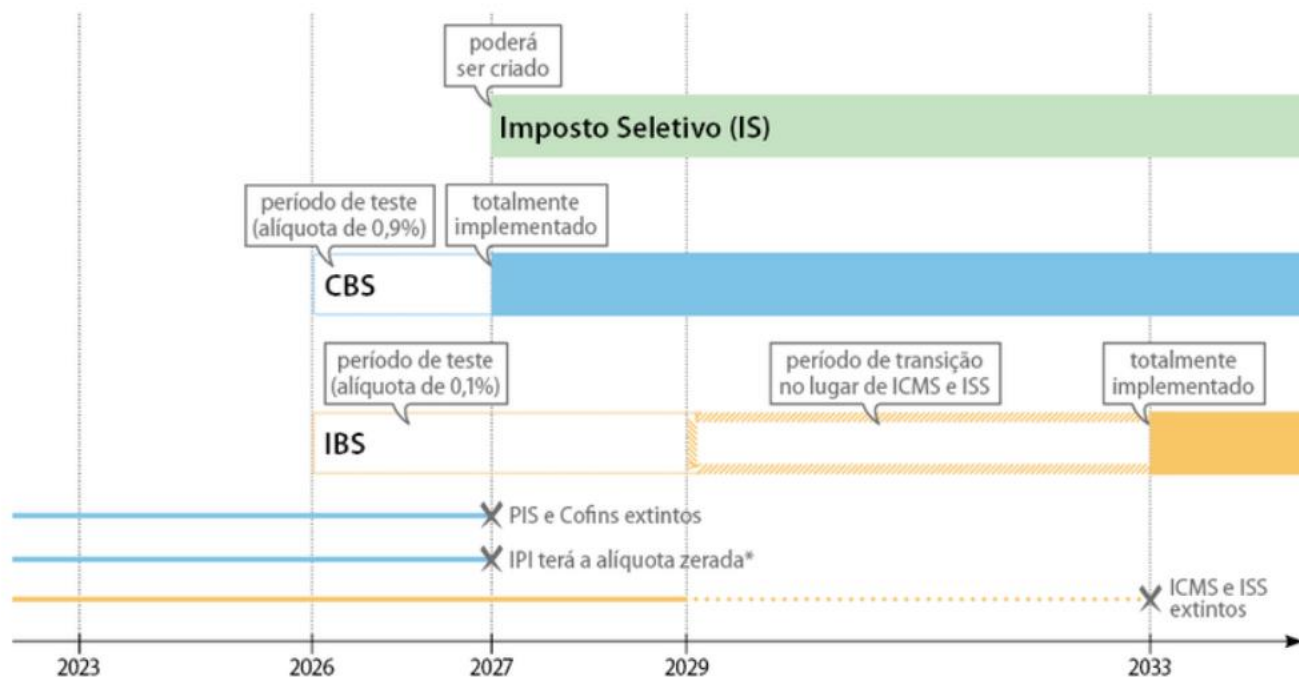 poderá
ser criado
Imposto Seletivo (IS)
período de teste
(alíquota de 0,9%)
totalmente
implementado
CBS
período de teste
(alíquota de 0,1%)
período de transição
no lugar de ICMS e ISS
totalmente
implementado
IBS
PIS e Cofins extintos
IPI terá a alíquota zerada*
ICMS e ISS
extintos
2023
2026
2027
2029
2033